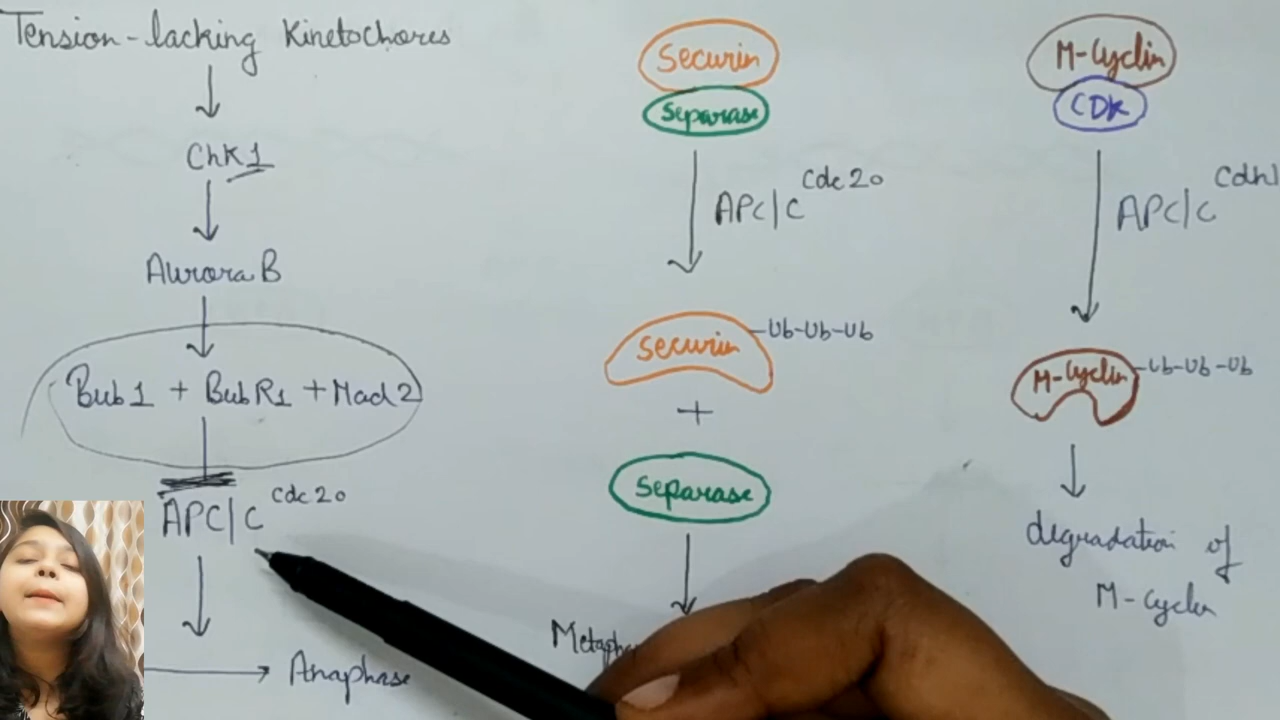 Tension-lacking Kinetochores
Chk1
Aurora B
Bub1 + BubR1 + Mad2
APC/C Cdc20
Anaphase
Securin
Separase
APC/C Cdc20
Securin -Ub-Ub-Ub
+
Separase
M-Cyclin
CDK
APC/C Cdh1
M-Cyclin -Ub-Ub-Ub
degradation of
M-Cyclin